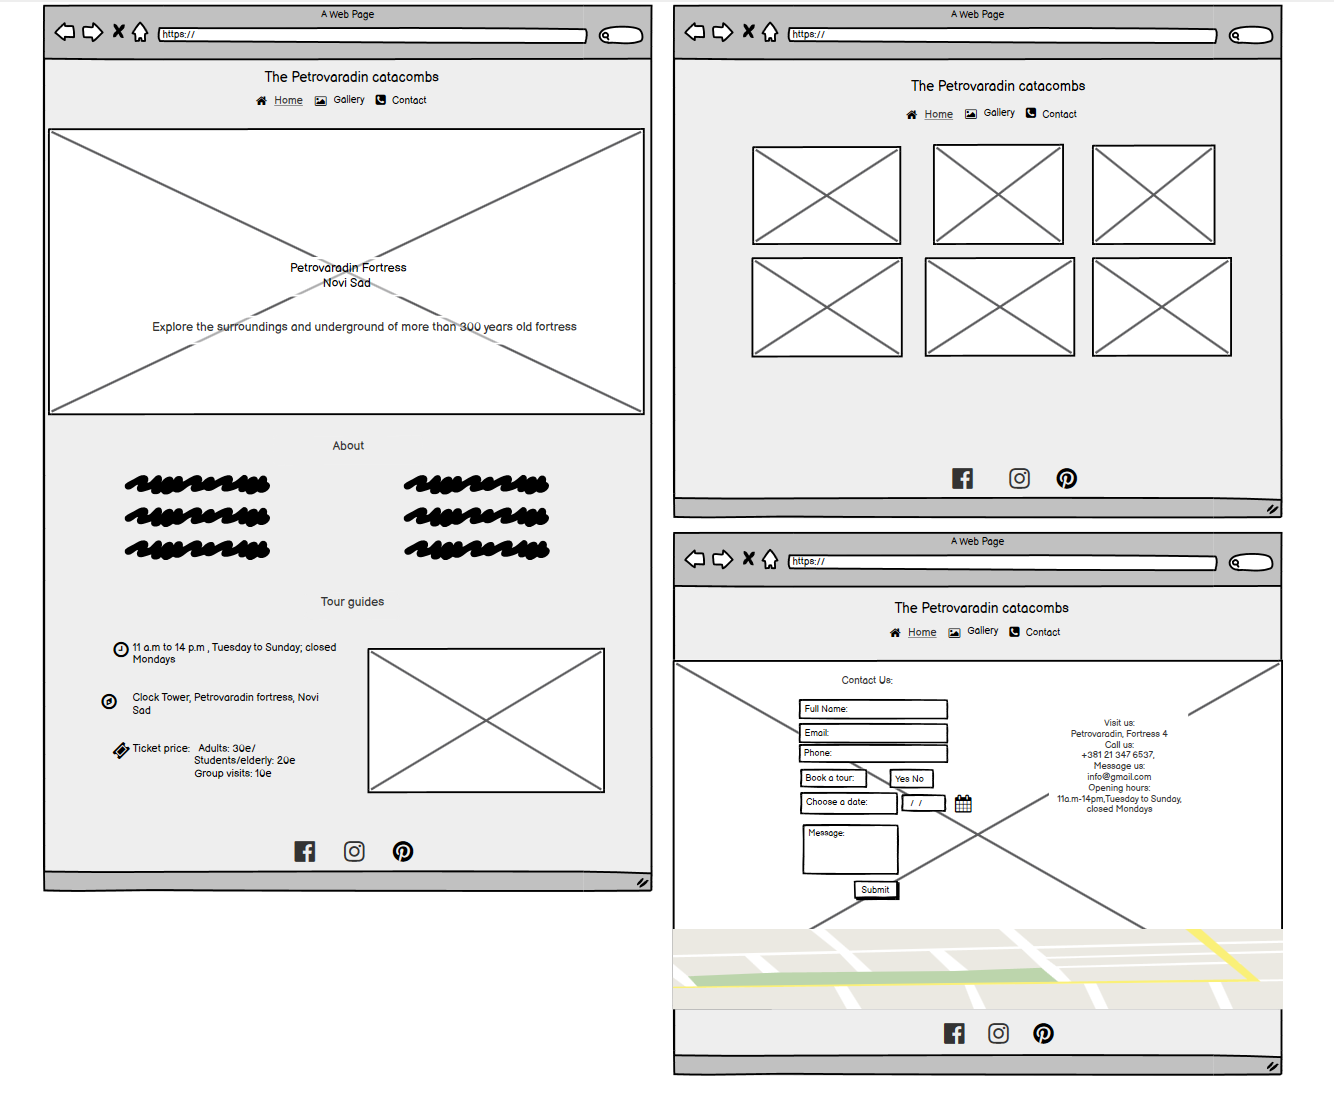 A Web Page
https://
The Petrovaradin catacombs
Home Gallery Contact
Petrovaradin Fortress
Novi Sad
Explore the surroundings and underground of more than 300 years old fortress
About
Tour guides
11 a.m to 14 p.m , Tuesday to Sunday; closed
Mondays
Clock Tower, Petrovaradin fortress, Novi
Sad
Ticket price: Adults: 30e/
Students/elderly: 20e
Group visits: 10e
A Web Page
https://
The Petrovaradin catacombs
Home Gallery Contact
A Web Page
https://
The Petrovaradin catacombs
Home Gallery Contact
Contact Us:
Full Name:
Email:
Phone:
Book a tour: Yes No
Choose a date: / /
Message:
Submit
Visit us:
Petrovaradin, Fortress 4
Call us:
+381 21 347 6537,
Message us:
info@gmail.com
Opening hours:
11a.m-14pm,Tuesday to Sunday,
closed Mondays